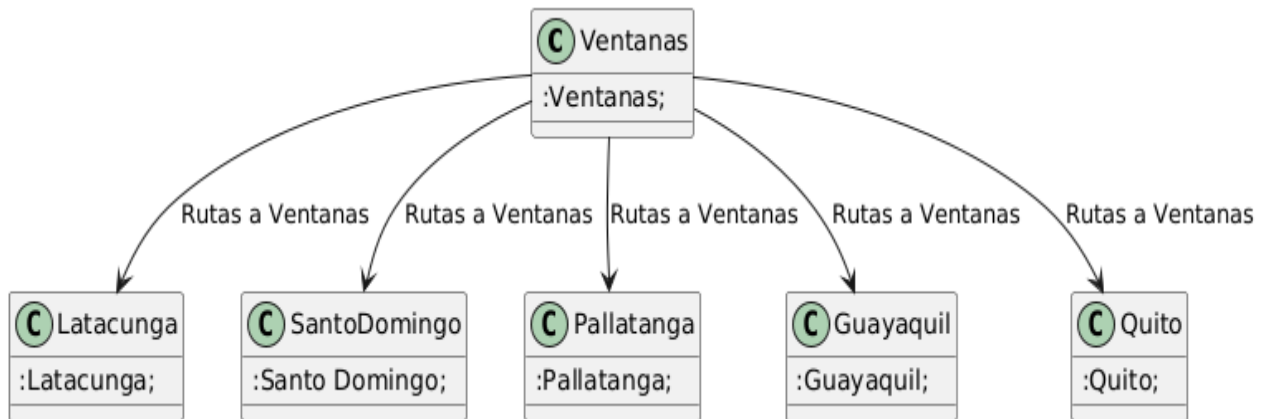 C Ventanas
:Ventanas;
Rutas a Ventanas
Rutas a Ventanas
Rutas a Ventanas
Rutas a Ventanas
Rutas a Ventanas
C Latacunga
:Latacunga;
C SantoDomingo
:Santo Domingo;
C Pallatanga
:Pallatanga;
C Guayaquil
:Guayaquil;
C Quito
:Quito;